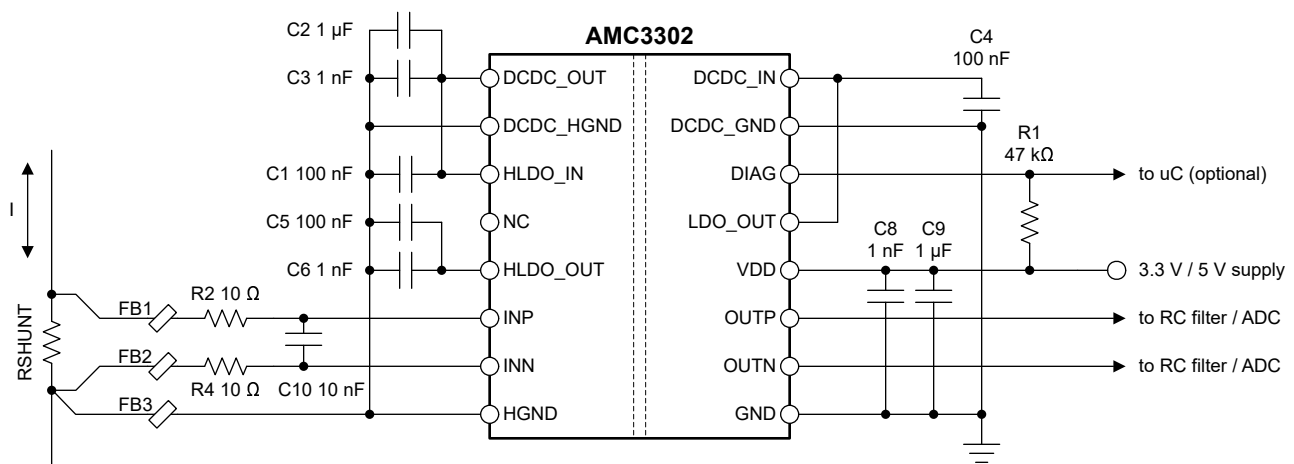 C2 1 µF
AMC3302
C4
100 nF
C3 1 nF
DCDC_OUT
DCDC_IN
DCDC_HGND
DCDC_GND
R1
47 kΩ
C1 100 nF
HLDO_IN
DIAG
to uC (optional)
I
C5 100 nF
NC
LDO_OUT
C8
1 nF
C9
1 µF
C6 1 nF
HLDO_OUT
VDD
3.3 V / 5 V supply
RSHUNT
FB1
R2 10 Ω
INP
OUTP
to RC filter / ADC
FB2
R4 10 Ω
C10 10 nF
INN
OUTN
to RC filter / ADC
FB3
HGND
GND